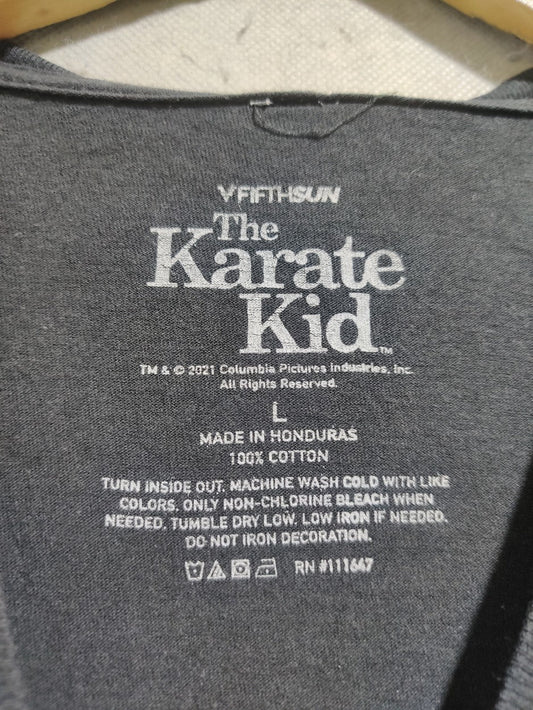 FIFTHSUN
The
Karate
Kid™
TM & © 2021 Columbia Pictures Industries, Inc.
All Rights Reserved.
L
MADE IN HONDURAS
100% COTTON
TURN INSIDE OUT. MACHINE WASH COLD WITH LIKE
COLORS. ONLY NON-CHLORINE BLEACH WHEN
NEEDED. TUMBLE DRY LOW. LOW IRON IF NEEDED.
DO NOT IRON DECORATION.
RN #111647